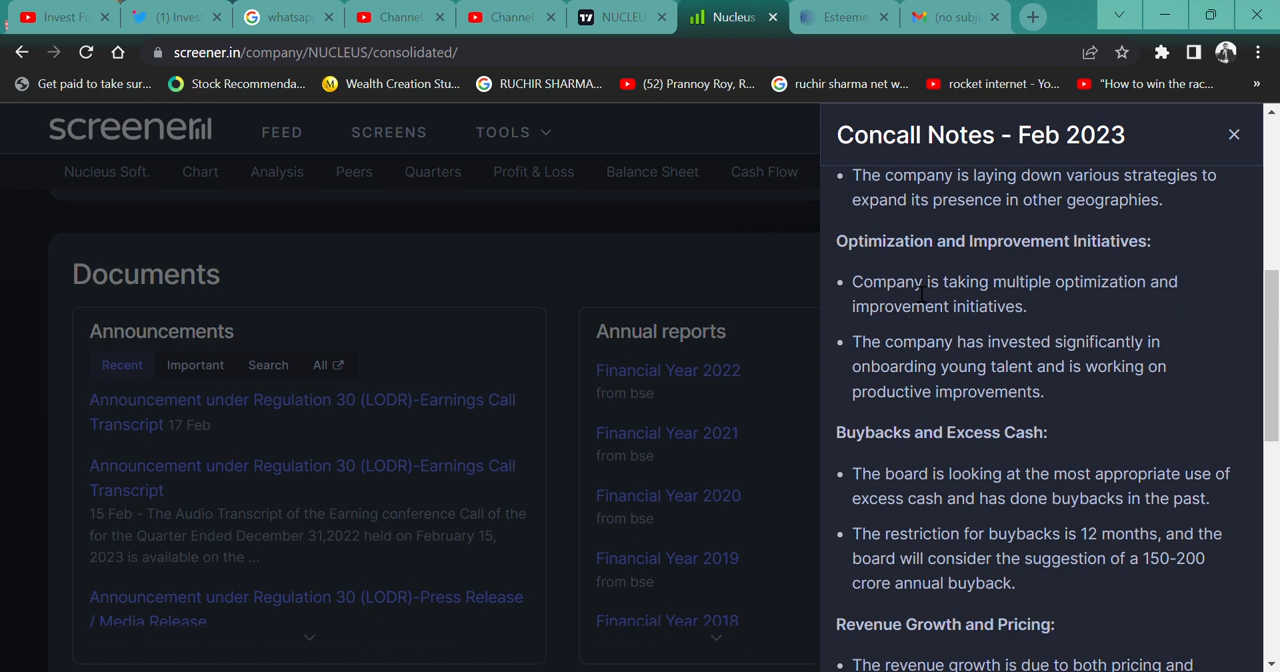 Invest Fo
(1) Invest
whatsap
Channel
Channel
NUCLEU
Nucleus
Esteeme
(no subj
screener.in/company/NUCLEUS/consolidated/
Get paid to take sur...
Stock Recommenda...
Wealth Creation Stu...
RUCHIR SHARMA...
(52) Prannoy Roy, R...
ruchir sharma net w...
rocket internet - Yo...
"How to win the rac...
»
screener
FEED
SCREENS
TOOLS
Nucleus Soft.
Chart
Analysis
Peers
Quarters
Profit & Loss
Balance Sheet
Cash Flow
Documents
Announcements
Recent
Important
Search
All
Announcement under Regulation 30 (LODR)-Earnings Call
Transcript 17 Feb
Announcement under Regulation 30 (LODR)-Earnings Call
Transcript
15 Feb - The Audio Transcript of the Earning conference Call of the
for the Quarter Ended December 31,2022 held on February 15,
2023 is available on the ...
Announcement under Regulation 30 (LODR)-Press Release
/ Media Release
Annual reports
Financial Year 2022
from bse
Financial Year 2021
from bse
Financial Year 2020
from bse
Financial Year 2019
from bse
Financial Year 2018
Concall Notes - Feb 2023
• The company is laying down various strategies to
expand its presence in other geographies.
Optimization and Improvement Initiatives:
• Company is taking multiple optimization and
improvement initiatives.
• The company has invested significantly in
onboarding young talent and is working on
productive improvements.
Buybacks and Excess Cash:
• The board is looking at the most appropriate use of
excess cash and has done buybacks in the past.
• The restriction for buybacks is 12 months, and the
board will consider the suggestion of a 150-200
crore annual buyback.
Revenue Growth and Pricing:
• The revenue growth is due to both pricing and